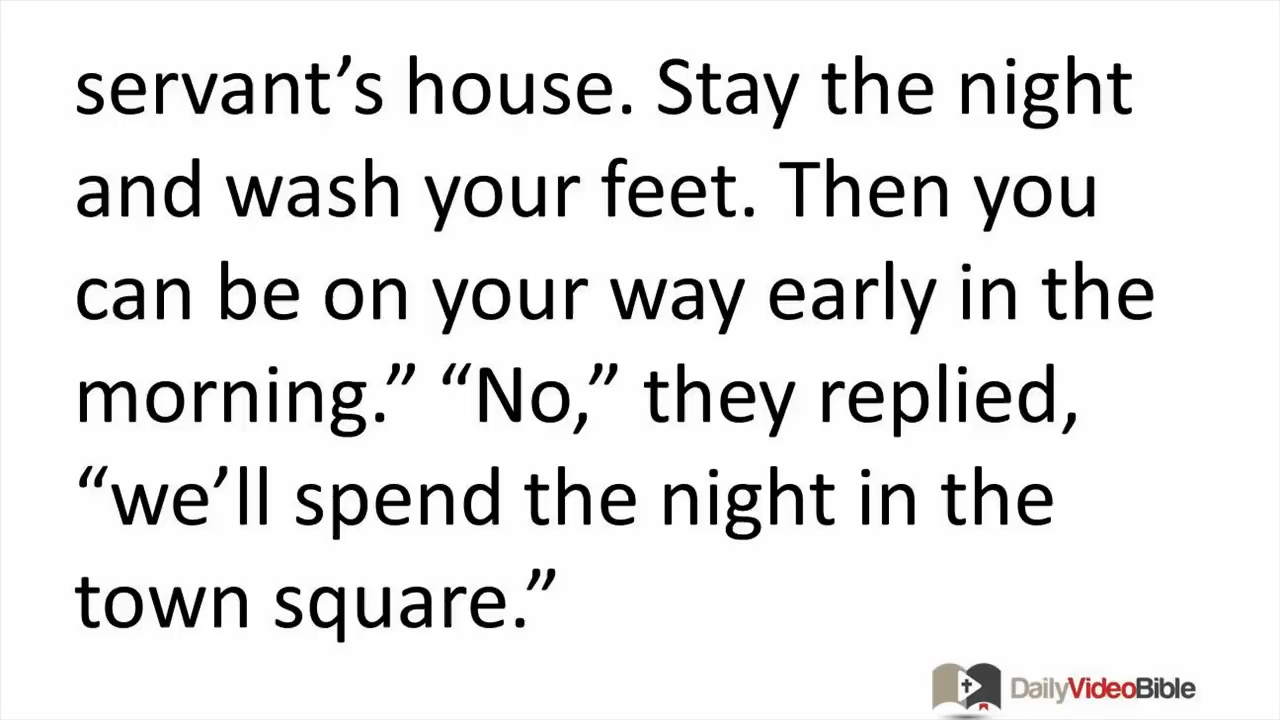 servant’s house. Stay the night
and wash your feet. Then you
can be on your way early in the
morning.” “No,” they replied,
“we’ll spend the night in the
town square.”
DailyVideoBible